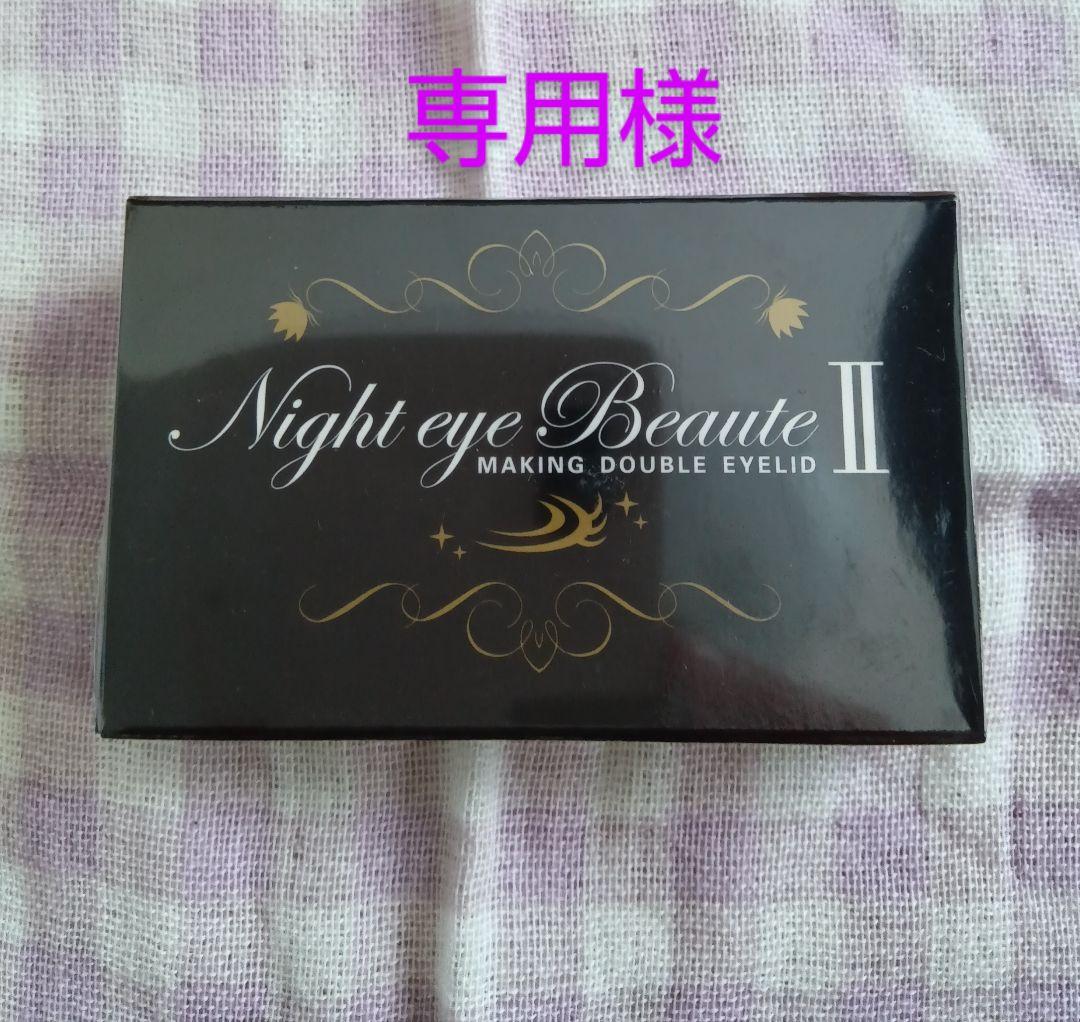 専用様
Night eye Beaute Ⅱ
MAKING DOUBLE EYELID